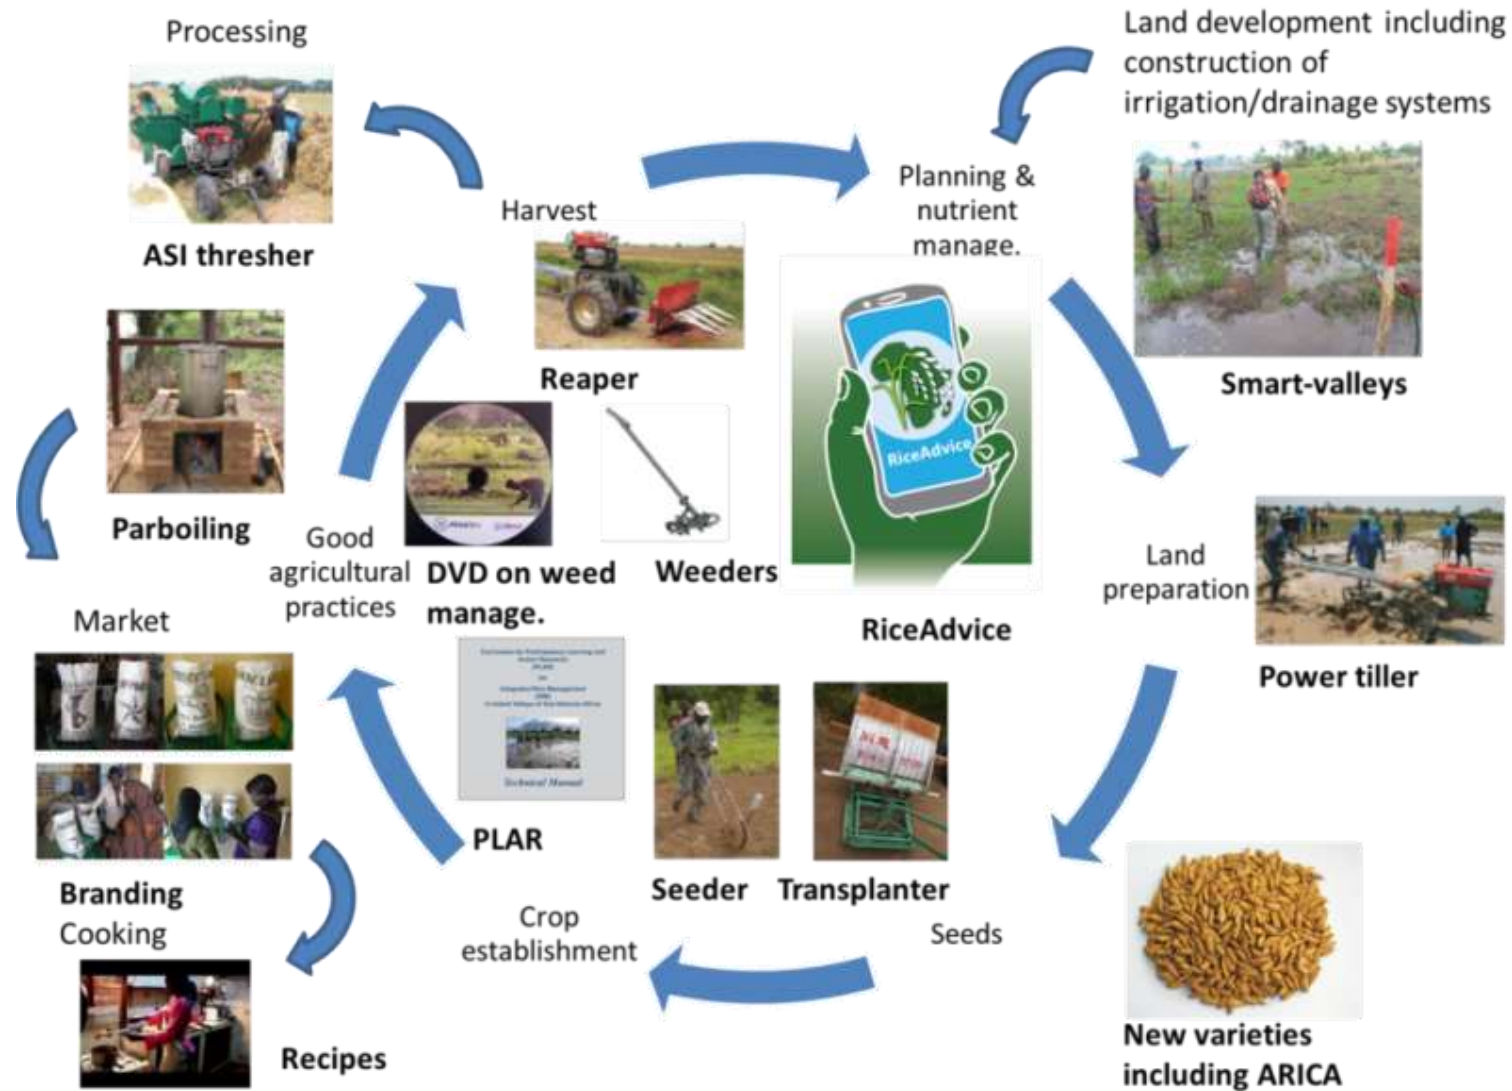 Processing
ASI thresher
Land development including
construction of
irrigation/drainage systems
Smart-valleys
Planning &
nutrient
manage.
RiceAdvice
RiceAdvice
Harvest
Reaper
Parboiling
Good
agricultural
practices
DVD on weed
manage.
Weeders
Land
preparation
Power tiller
Market
Branding
Cooking
Recipes
Technical Manual
PLAR
Seeder
Transplanter
Crop
establishment
Seeds
New varieties
including ARICA